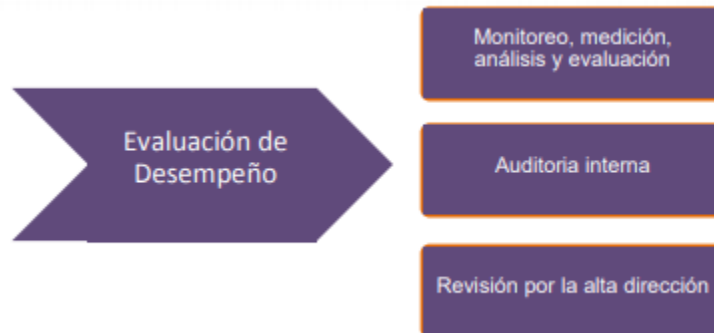 Evaluación de
Desempeño
Monitoreo, medición,
análisis y evaluación
Auditoria interna
Revisión por la alta dirección